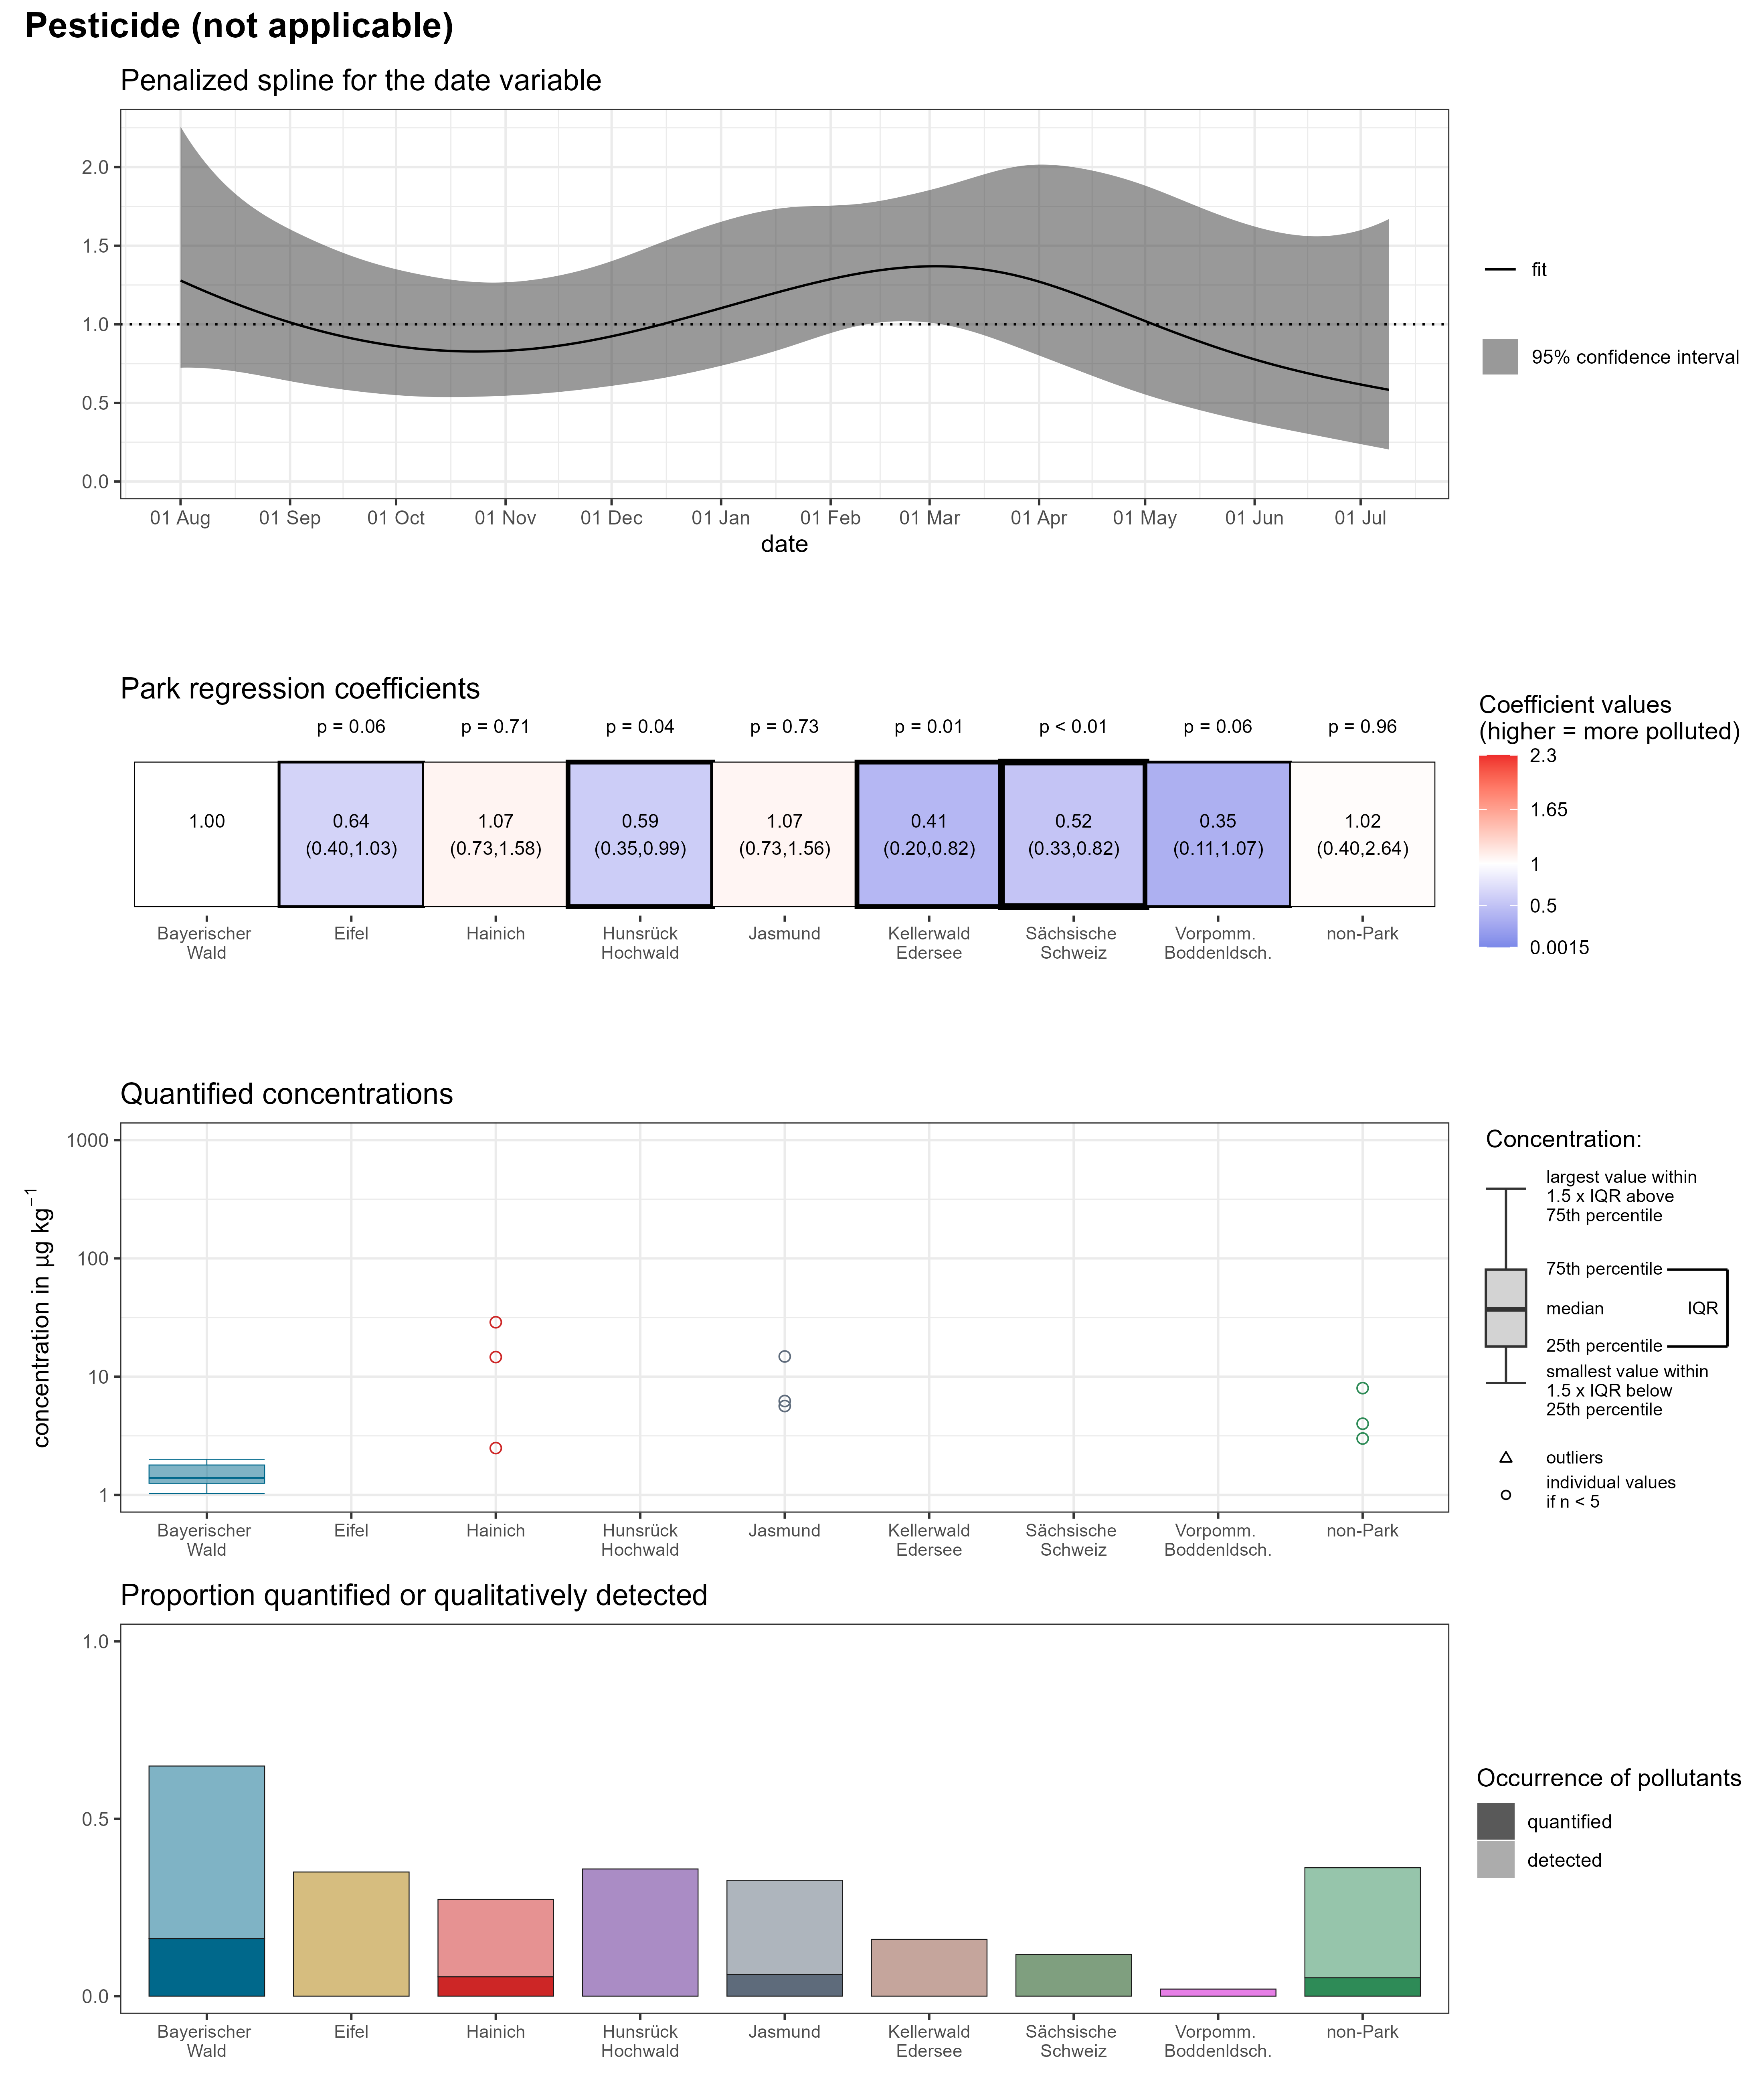 Pesticide (not applicable)
Penalized spline for the date variable
2.0
1.5
1.0
0.5
0.0
01 Aug 01 Sep 01 Oct 01 Nov 01 Dec 01 Jan 01 Feb 01 Mar 01 Apr 01 May 01 Jun 01 Jul
date
fit
95% confidence interval
Park regression coefficients
p = 0.06 p = 0.71 p = 0.04 p = 0.73 p = 0.01 p < 0.01 p = 0.06 p = 0.96
1.00 0.64 1.07 0.59 1.07 0.41 0.52 0.35 1.02
(0.40,1.03) (0.73,1.58) (0.35,0.99) (0.73,1.56) (0.20,0.82) (0.33,0.82) (0.11,1.07) (0.40,2.64)
Bayerischer Eifel Hainich Hunsrück Jasmund Kellerwald Sächsische Vorpomm. non-Park
Wald Hochwald Edersee Schweiz Boddenldsch.
Coefficient values
(higher = more polluted)
2.3
1.65
1
0.5
0.0015
Quantified concentrations
concentration in µg kg⁻¹
1000
100
10
1
Bayerischer Eifel Hainich Hunsrück Jasmund Kellerwald Sächsische Vorpomm. non-Park
Wald Hochwald Edersee Schweiz Boddenldsch.
Concentration:
largest value within
1.5 x IQR above
75th percentile
75th percentile
median IQR
25th percentile
smallest value within
1.5 x IQR below
25th percentile
outliers
individual values
if n < 5
Proportion quantified or qualitatively detected
1.0
0.5
0.0
Bayerischer Eifel Hainich Hunsrück Jasmund Kellerwald Sächsische Vorpomm. non-Park
Wald Hochwald Edersee Schweiz Boddenldsch.
Occurrence of pollutants
quantified
detected